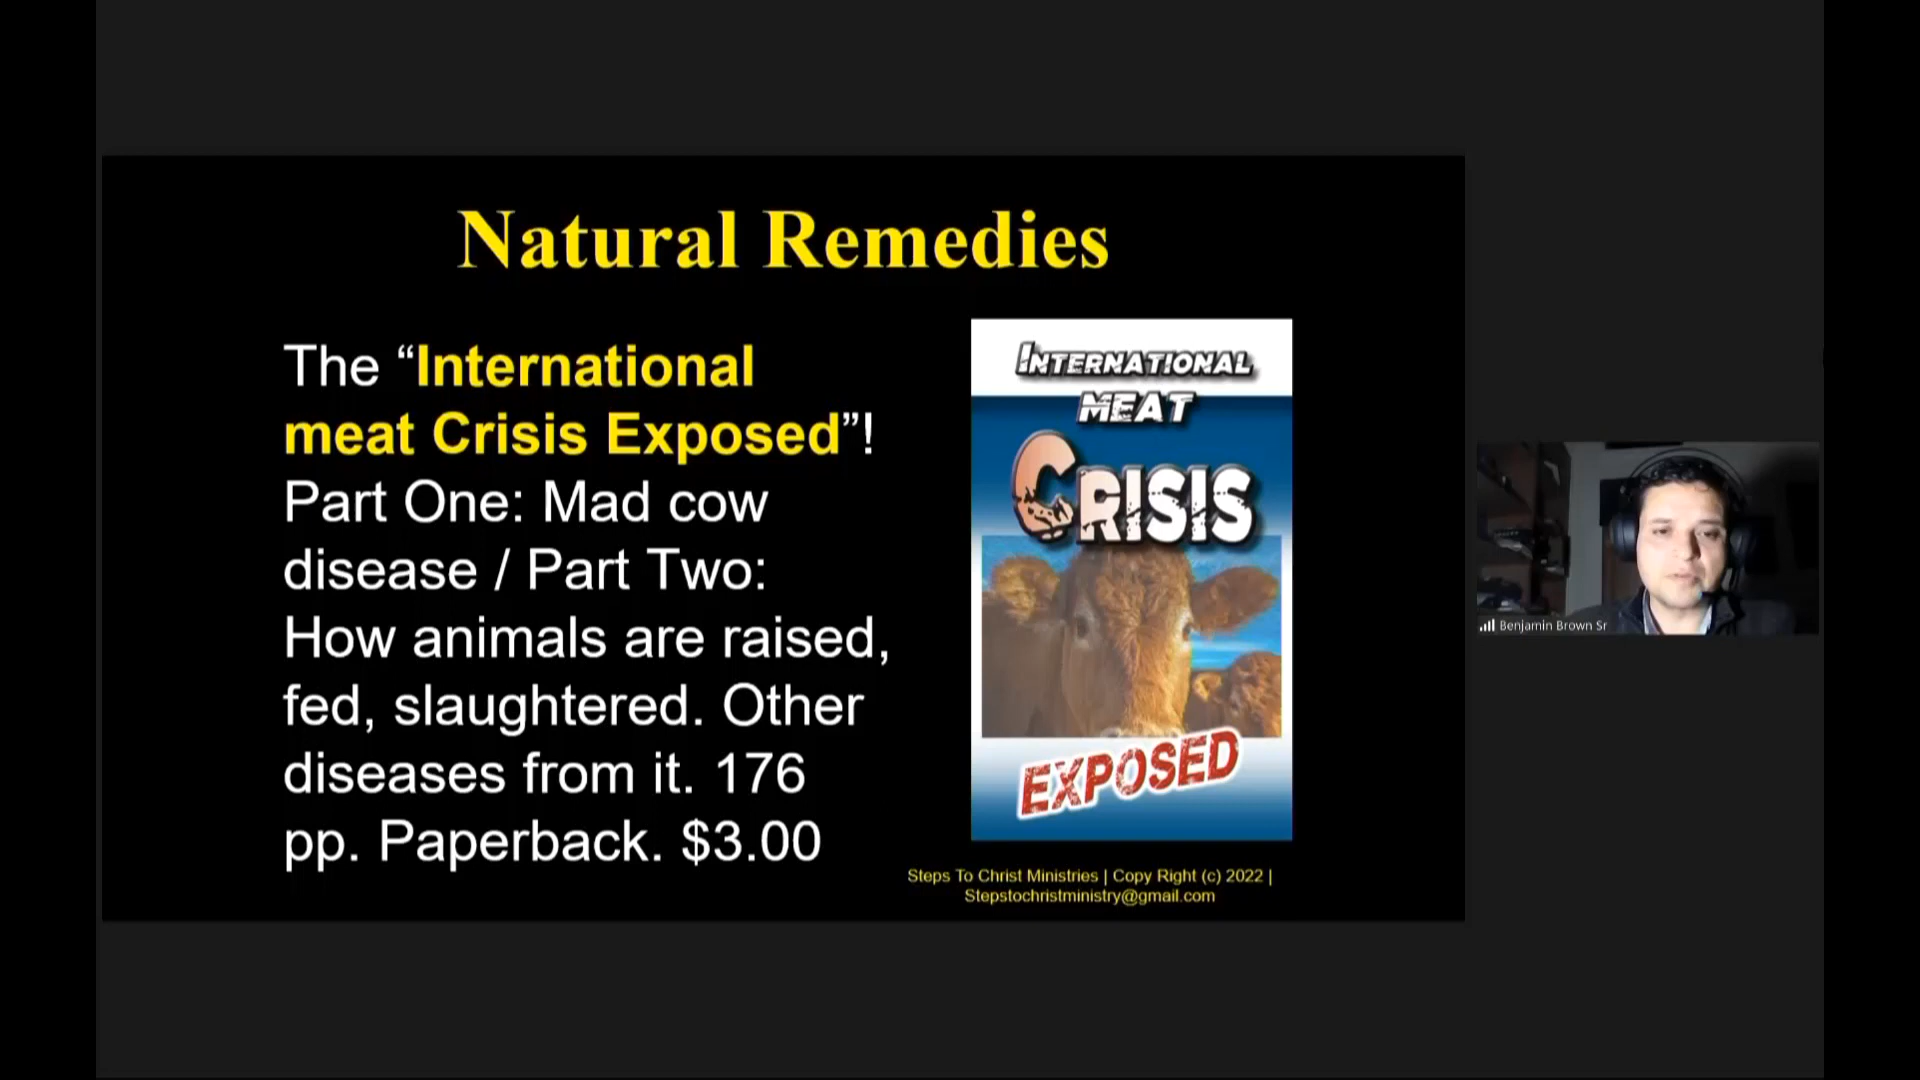 Natural Remedies
The “International
meat Crisis Exposed”!
Part One: Mad cow
disease / Part Two:
How animals are raised,
fed, slaughtered. Other
diseases from it. 176
pp. Paperback. $3.00
INTERNATIONAL
MEAT
CRISIS
EXPOSED
Steps To Christ Ministries | Copy Right (c) 2022 |
Stepstochristministry@gmail.com
Benjamin Brown Sr